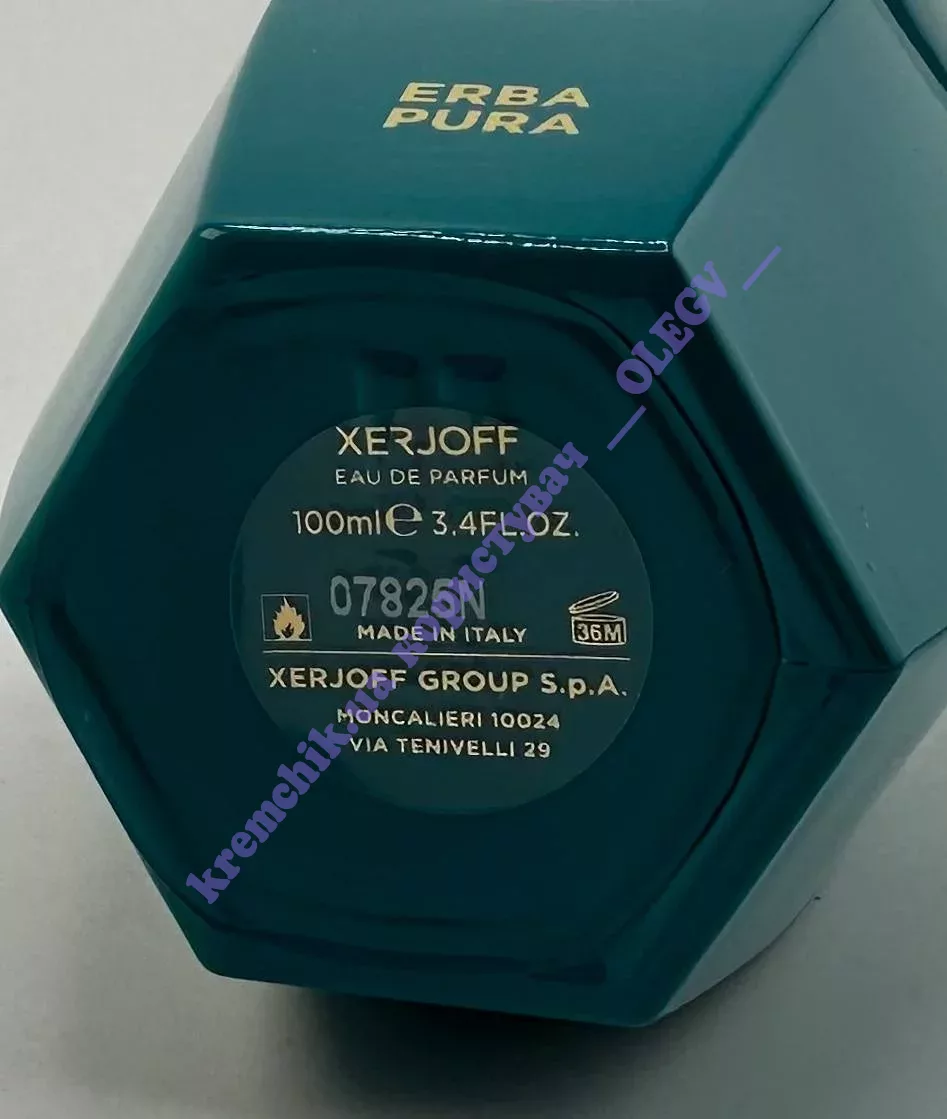 ERBA
PURA
XERJOFF
EAU DE PARFUM
100ml ℮ 3.4FL.OZ.
07825N
MADE IN ITALY
36M
XERJOFF GROUP S.p.A.
MONCALIERI 10024
VIA TENIVELLI 29
kremchik.ua користувач __OLEGV__